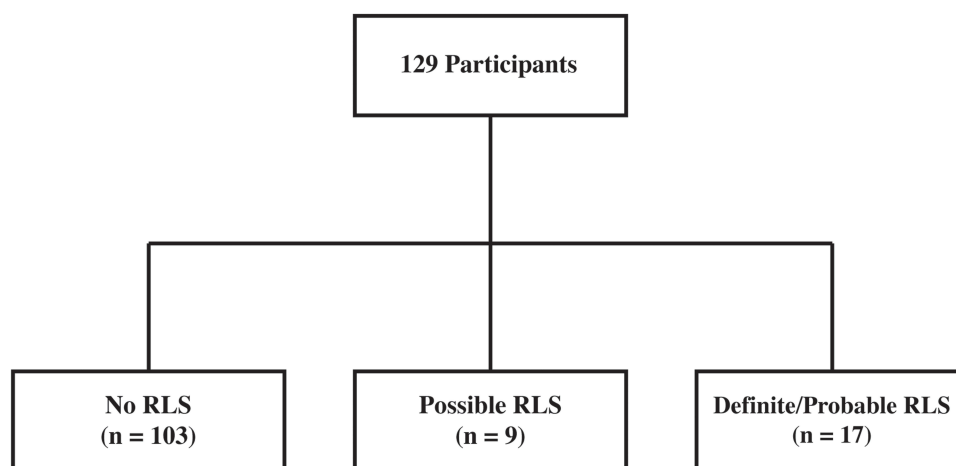 129 Participants
No RLS
(n = 103)
Possible RLS
(n = 9)
Definite/Probable RLS
(n = 17)